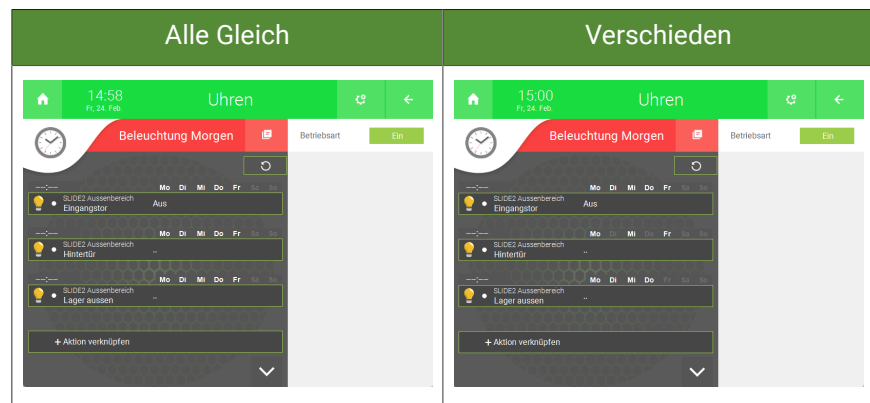 Alle Gleich
Verschieden
14:58
Fr, 24. Feb.
Uhren
Beleuchtung Morgen
Betriebsart
Ein
--:--
Mo Di Mi Do Fr Sa So
SLIDE2 Aussenbereich
Eingangstor
Aus
--:--
Mo Di Mi Do Fr Sa So
SLIDE2 Aussenbereich
Hintertür
..
--:--
Mo Di Mi Do Fr Sa So
SLIDE2 Aussenbereich
Lager aussen
..
+ Aktion verknüpfen
15:00
Fr, 24. Feb.
Uhren
Beleuchtung Morgen
Betriebsart
Ein
--:--
Mo Di Mi Do Fr Sa So
SLIDE2 Aussenbereich
Eingangstor
Aus
--:--
Mo Di Mi Do Fr Sa So
SLIDE2 Aussenbereich
Hintertür
..
--:--
Mo Di Mi Do Fr Sa So
SLIDE2 Aussenbereich
Lager aussen
..
+ Aktion verknüpfen